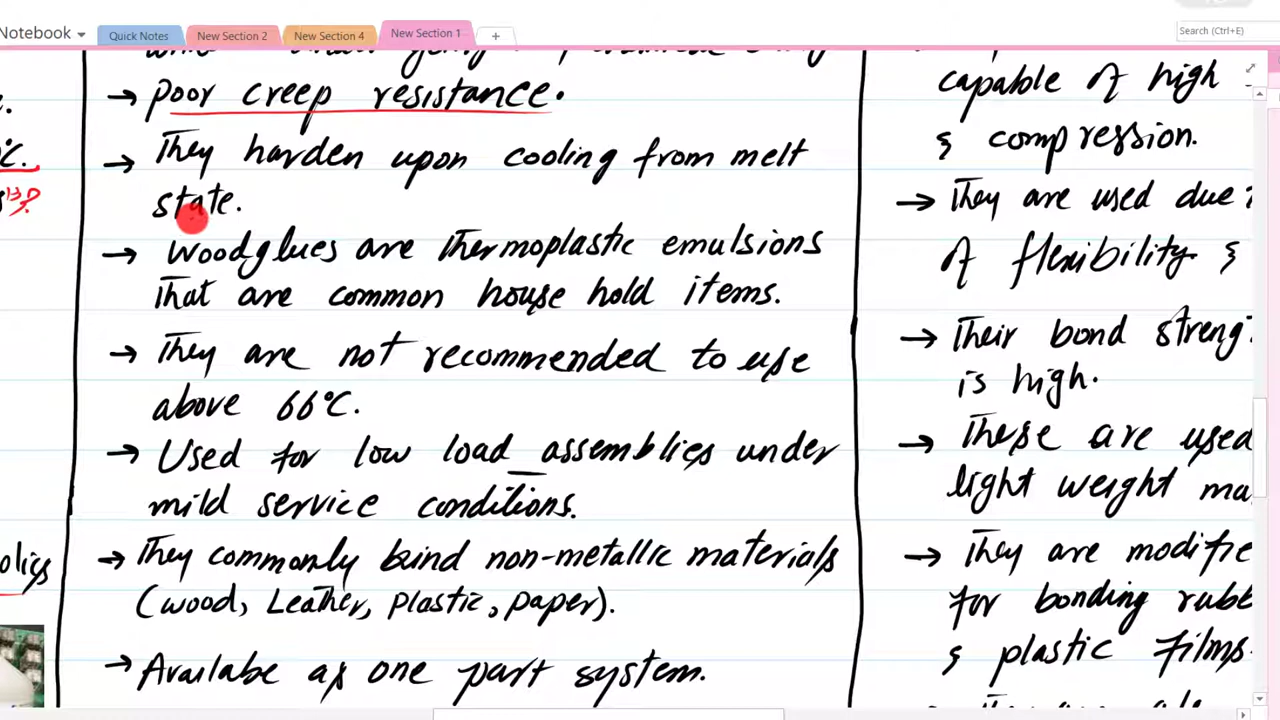 Notebook
Quick Notes
New Section 2
New Section 4
New Section 1
+
Search (Ctrl+E)
→ poor creep resistance.
→ They harden upon cooling from melt
state.
→ woodglues are thermoplastic emulsions
That are common house hold items.
→ They are not recommended to use
above 66°C.
→ Used for low load assemblies under
mild service conditions.
→ They commonly bind non-metallic materials
(wood, Leather, plastic, paper).
→ Availabe as one part system.
capable of high
& compression.
→ They are used due
of flexibility &
→ Their bond streng
is high.
→ These are used
light weight ma
→ They are modifie
for bonding rubb
& plastic films.